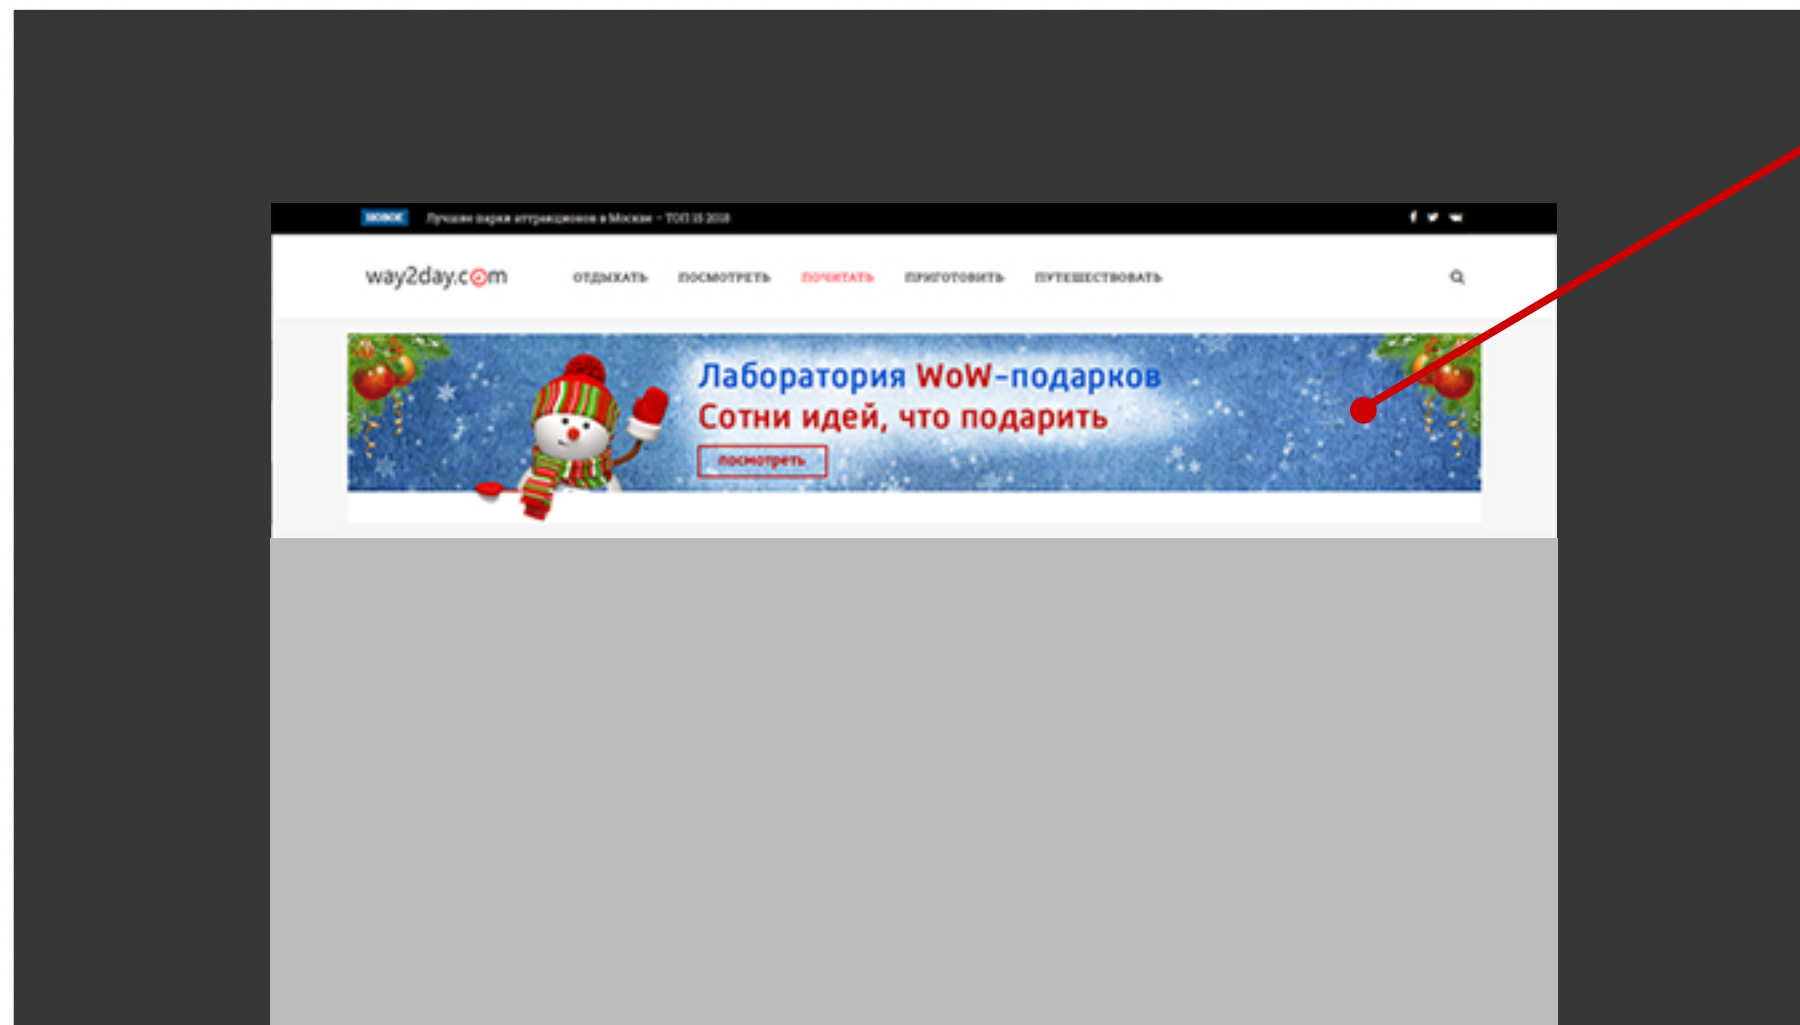 НОВОЕ Лучшие парки аттракционов в Москве – ТОП 15 2018
way2day.com ОТДЫХАТЬ ПОСМОТРЕТЬ ПОЧИТАТЬ ПРИГОТОВИТЬ ПУТЕШЕСТВОВАТЬ
Лаборатория WoW-подарков
Сотни идей, что подарить
посмотреть